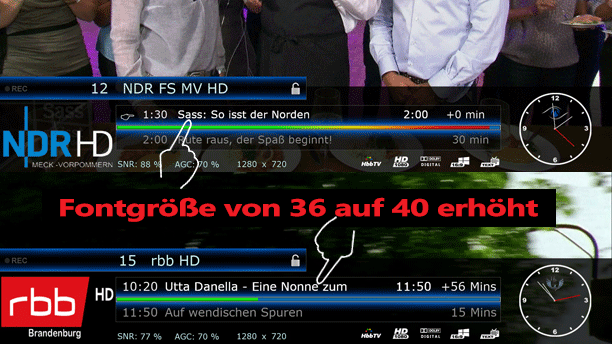 REC 12 NDR FS MV HD
1:30 Sass: So isst der Norden 2:00 +0 min
2:00 Rute raus, der Spaß beginnt! 30 min
NDR HD
MECK.-VORPOMMERN
SNR: 88 % AGC: 70 % 1280 x 720 HbbTV HD 1080 DOLBY DIGITAL
Fontgröße von 36 auf 40 erhöht
REC 15 rbb HD
10:20 Utta Danella - Eine Nonne zum 11:50 +56 Mins
11:50 Auf wendischen Spuren 15 Mins
rbb HD
Brandenburg
SNR: 77 % AGC: 70 % 1280 x 720 HbbTV HD 1080 DOLBY DIGITAL